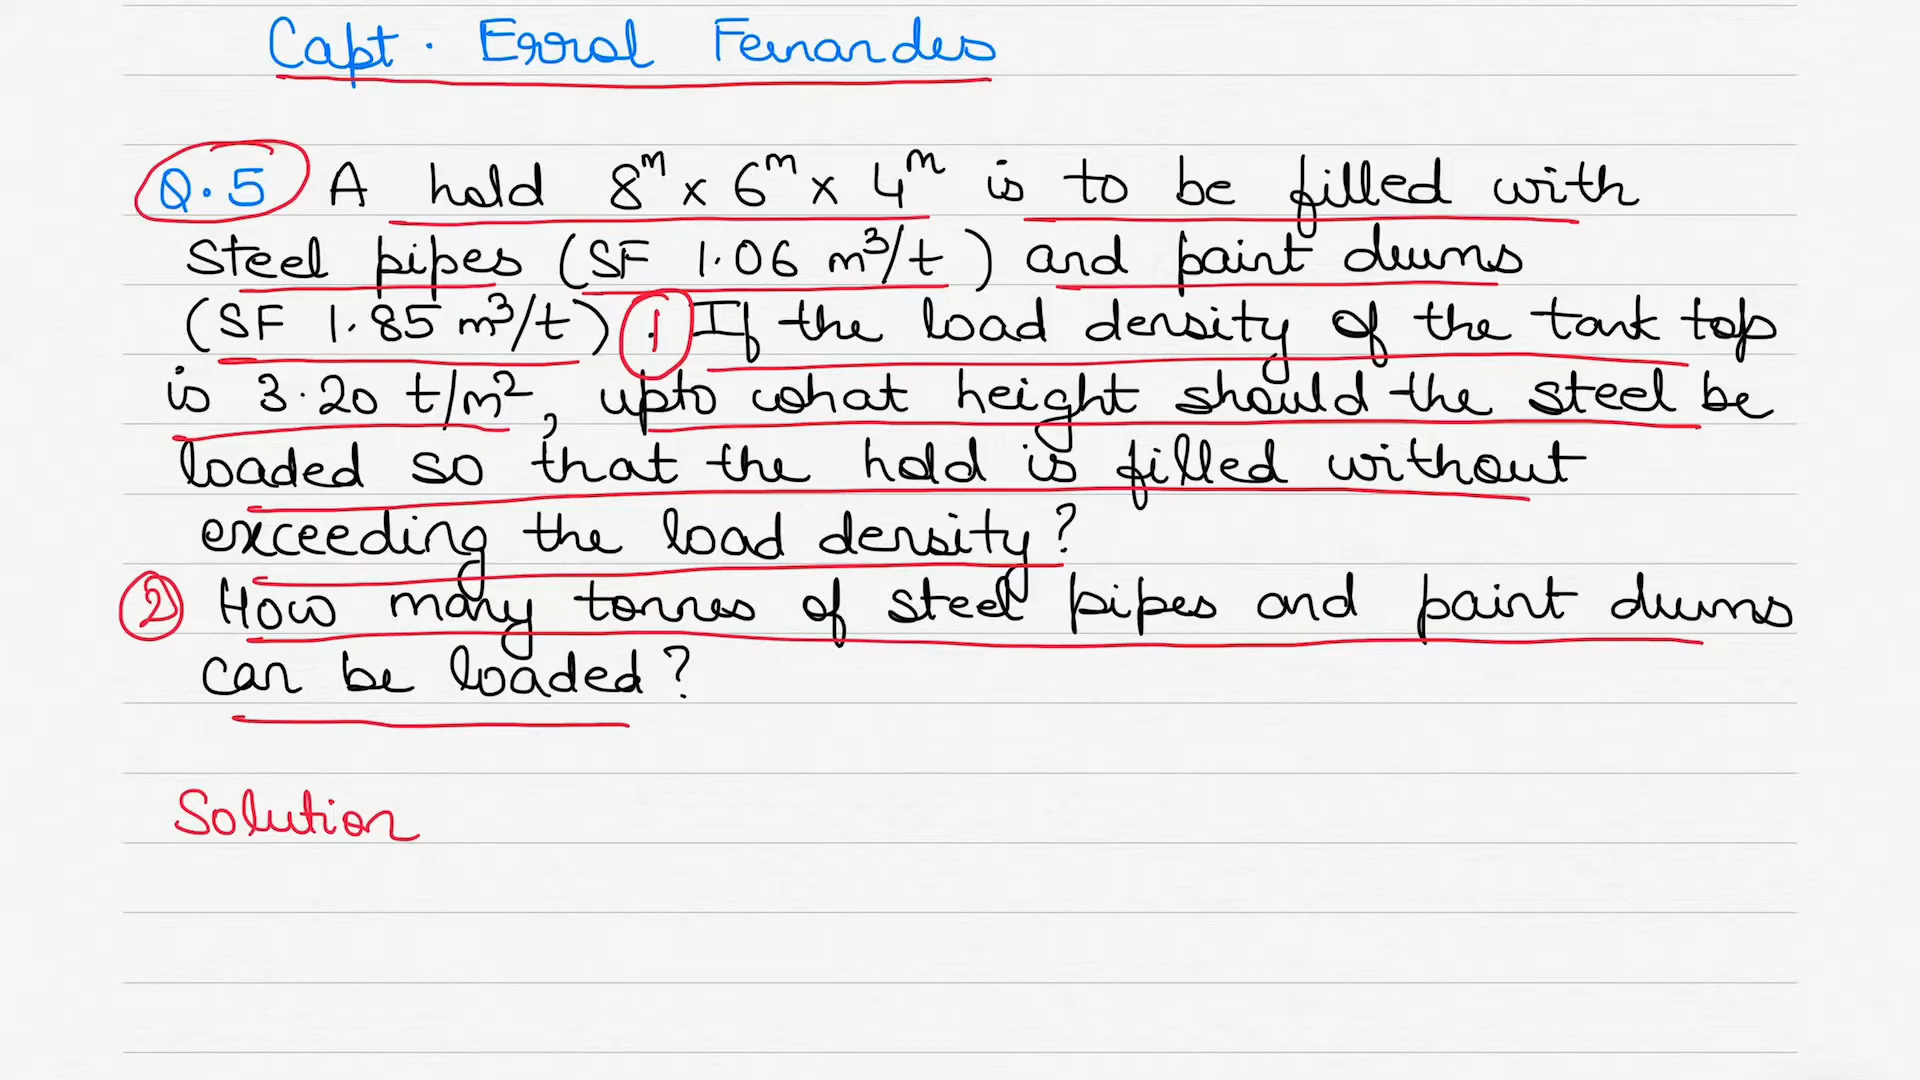 Capt. Errol Fernandes
Q.5 A hold 8ᵐ x 6ᵐ x 4ᵐ is to be filled with
steel pipes (SF 1.06 m³/t) and paint drums
(SF 1.85 m³/t). 1 If the load density of the tank top
is 3.20 t/m², upto what height should the steel be
loaded so that the hold is filled without
exceeding the load density?
2 How many tonnes of steel pipes and paint drums
can be loaded?
Solution